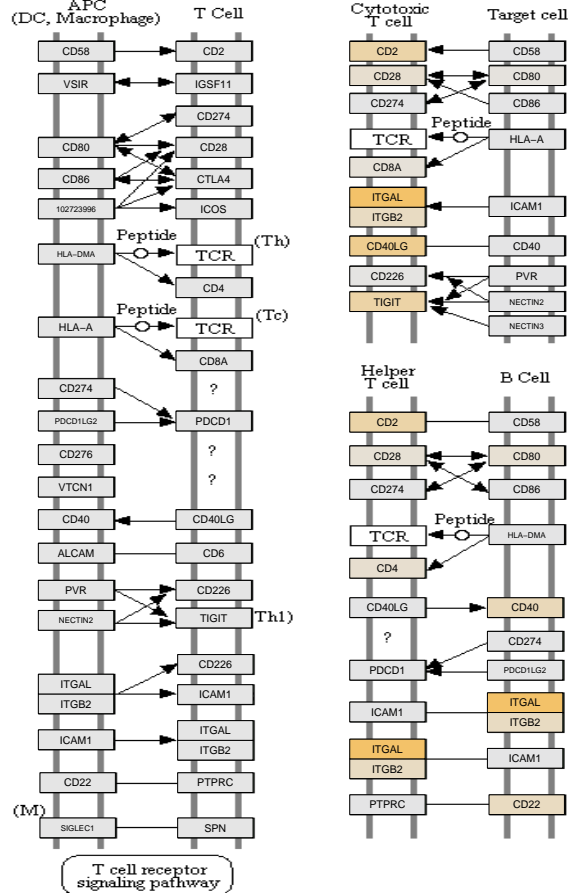 APC
(DC, Macrophage)
T Cell
CD58
CD2
VSIR
IGSF11
CD274
CD80
CD28
CD86
CTLA4
102723996
ICOS
Peptide
(Th)
HLA-DMA
TCR
CD4
Peptide
(Tc)
HLA-A
TCR
CD8A
CD274
?
PDCD1LG2
PDCD1
CD276
?
VTCN1
?
CD40
CD40LG
ALCAM
CD6
PVR
CD226
NECTIN2
TIGIT
Th1)
CD226
ITGAL
ITGB2
ICAM1
ICAM1
ITGAL
ITGB2
CD22
PTPRC
(M)
SIGLEC1
SPN
T cell receptor
signaling pathway
Cytotoxic
T cell
Target cell
CD2
CD58
CD28
CD80
CD274
CD86
Peptide
TCR
HLA-A
CD8A
ITGAL
ITGB2
ICAM1
CD40LG
CD40
CD226
PVR
TIGIT
NECTIN2
NECTIN3
Helper
T cell
B Cell
CD2
CD58
CD28
CD80
CD274
CD86
Peptide
TCR
HLA-DMA
CD4
CD40LG
CD40
?
CD274
PDCD1
PDCD1LG2
ICAM1
ITGAL
ITGB2
ITGAL
ITGB2
ICAM1
PTPRC
CD22